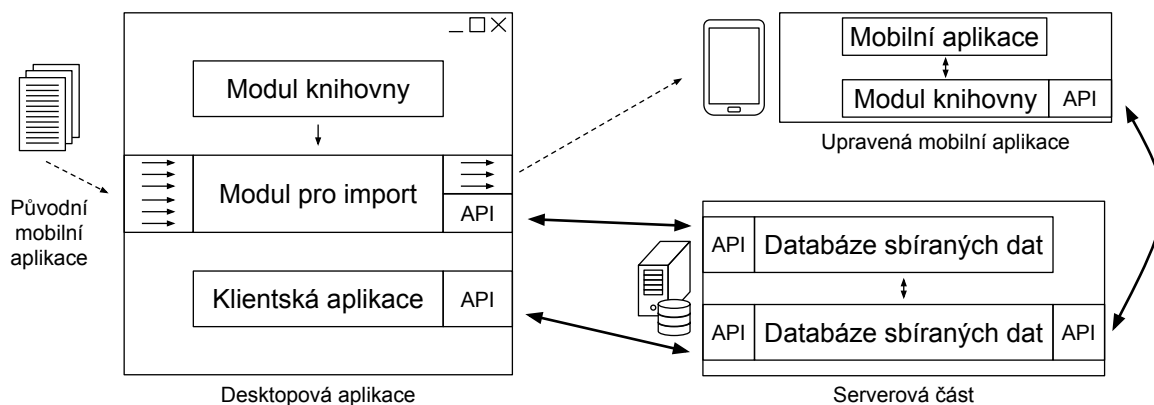 Původní
mobilní
aplikace
Modul knihovny
Modul pro import
API
Klientská aplikace
API
Desktopová aplikace
Mobilní aplikace
Modul knihovny
API
Upravená mobilní aplikace
API
Databáze sbíraných dat
API
Databáze sbíraných dat
API
Serverová část